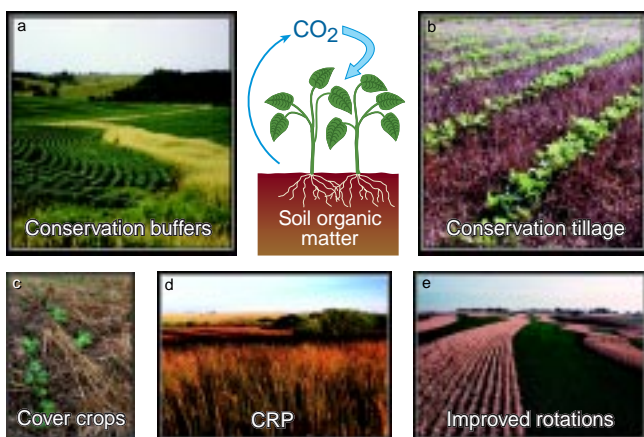 a
CO₂
b
Conservation buffers
Soil organic
matter
Conservation tillage
c
d
e
Cover crops
CRP
Improved rotations